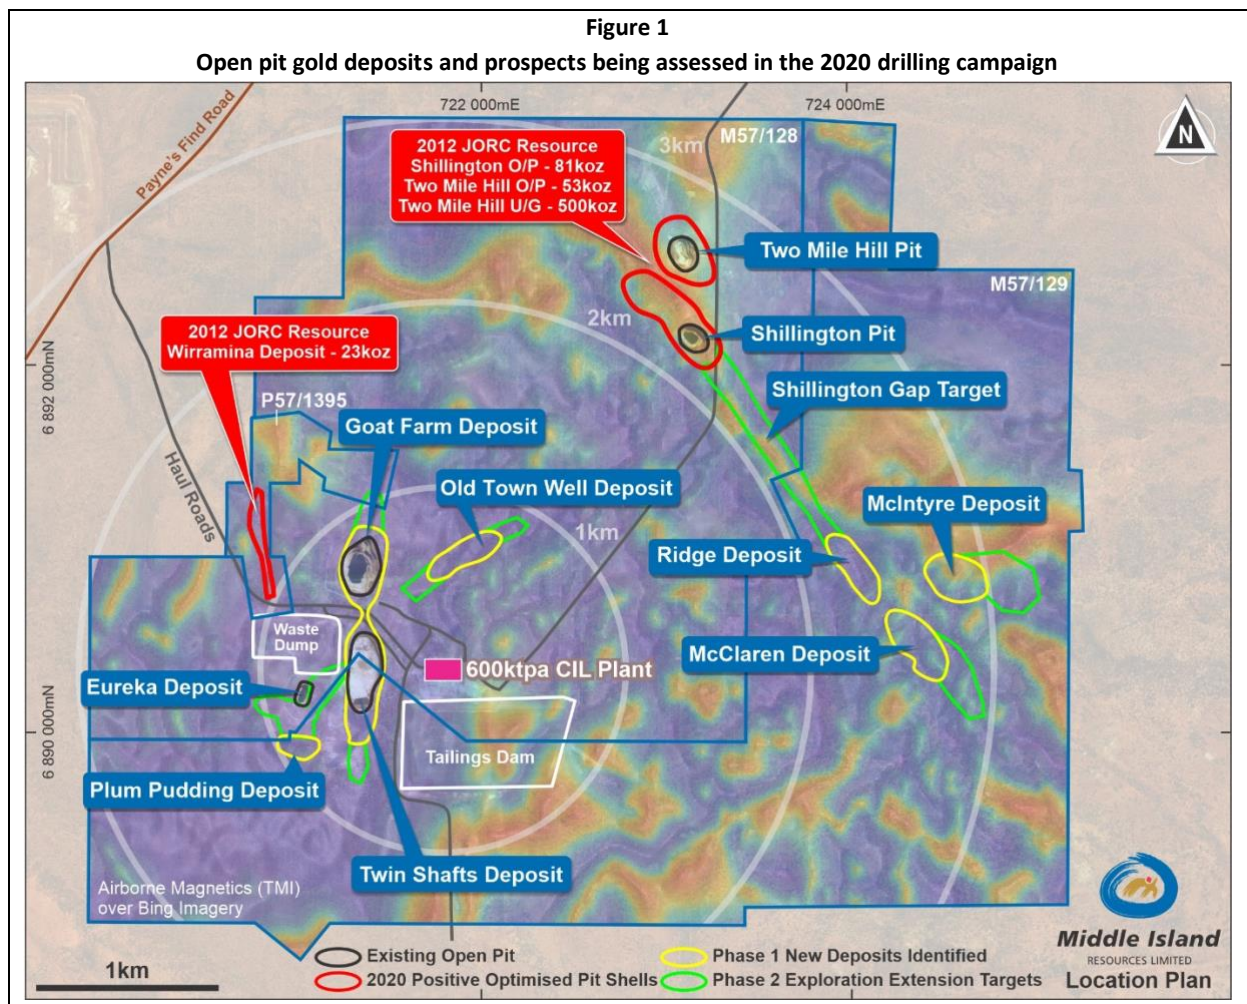 Figure 1
Open pit gold deposits and prospects being assessed in the 2020 drilling campaign
722 000mE
724 000mE
Payne's Find Road
N
2012 JORC Resource
Shillington O/P - 81koz
Two Mile Hill O/P - 53koz
Two Mile Hill U/G - 500koz
3km
M57/128
Two Mile Hill Pit
M57/129
2km
Shillington Pit
2012 JORC Resource
Wirramina Deposit - 23koz
6 892 000mN
Shillington Gap Target
P57/1395
Goat Farm Deposit
Haul Roads
Old Town Well Deposit
McIntyre Deposit
1km
Ridge Deposit
Waste
Dump
McClaren Deposit
600ktpa CIL Plant
Eureka Deposit
6 890 000mN
Tailings Dam
Plum Pudding Deposit
Twin Shafts Deposit
Airborne Magnetics (TMI)
over Bing Imagery
Middle Island
RESOURCES LIMITED
Location Plan
Existing Open Pit
Phase 1 New Deposits Identified
2020 Positive Optimised Pit Shells
Phase 2 Exploration Extension Targets
1km